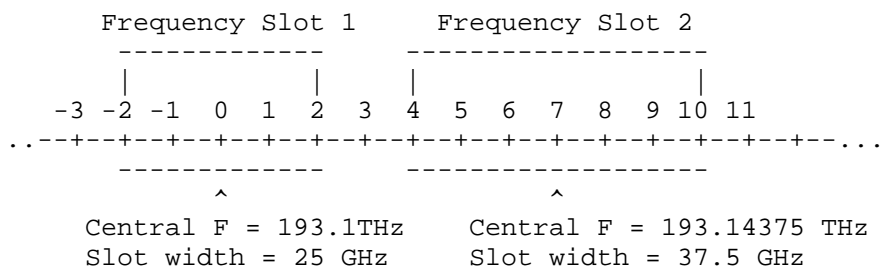 Frequency Slot 1     Frequency Slot 2
 -------------     -------------------
 |           |     |                 |
-3 -2 -1  0  1  2  3  4  5  6  7  8  9 10 11
..--+--+--+--+--+--+--+--+--+--+--+--+--+--+--+--...
 -------------     -------------------
       ^                    ^
Central F = 193.1THz    Central F = 193.14375 THz
Slot width = 25 GHz     Slot width = 37.5 GHz